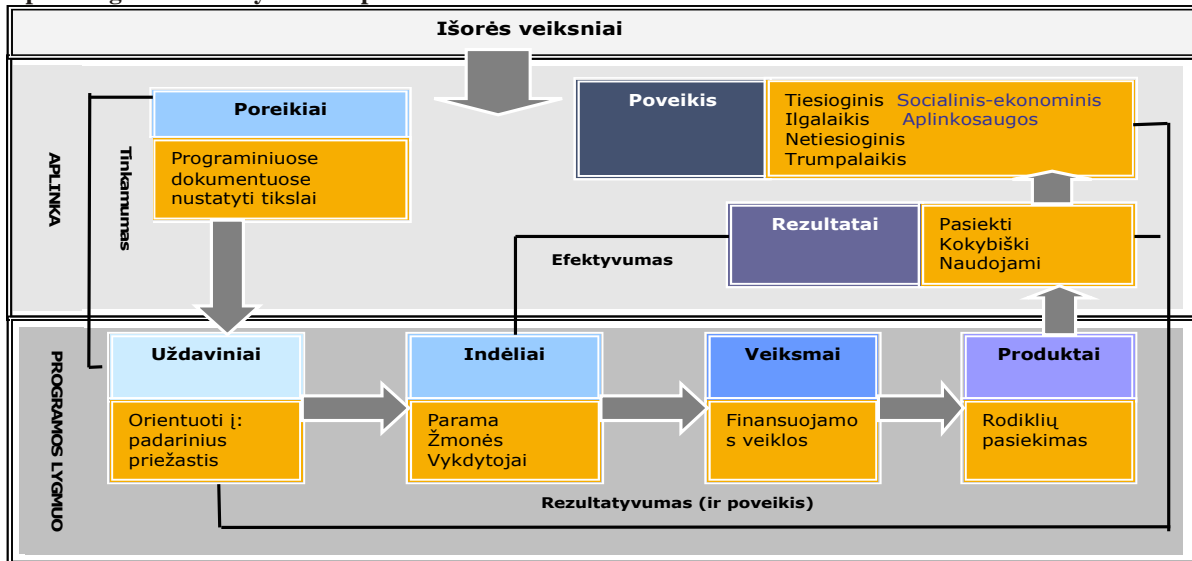 Išorės veiksniai
APLINKA
Tinkamumas
Poreikiai
Programiniuose
dokumentuose
nustatyti tikslai
Poveikis
Tiesioginis Socialinis-ekonominis
Ilgalaikis Aplinkosaugos
Netiesioginis
Trumpalaikis
Efektyvumas
Rezultatai
Pasiekti
Kokybiški
Naudojami
PROGRAMOS LYGMUO
Uždaviniai
Orientuoti į:
padarinius
priežastis
Indėliai
Parama
Žmonės
Vykdytojai
Veiksmai
Finansuojamo
s veiklos
Produktai
Rodiklių
pasiekimas
Rezultatyvumas (ir poveikis)